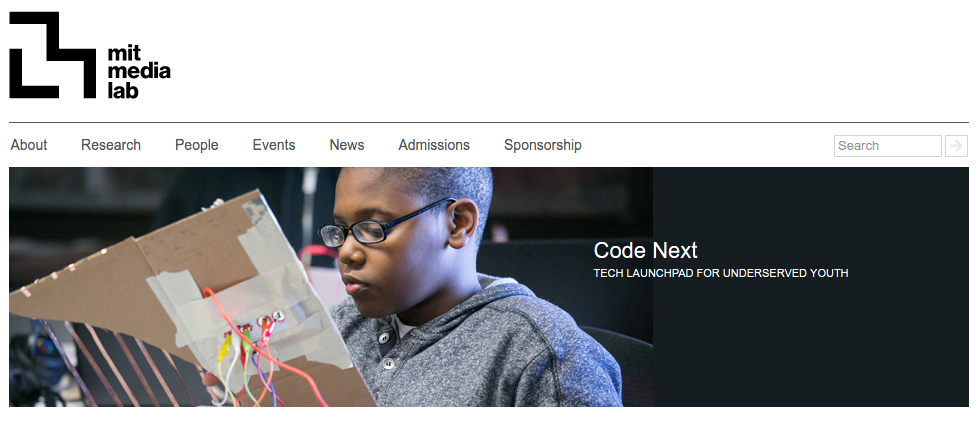 mit
media
lab
About Research People Events News Admissions Sponsorship Search
Code Next
TECH LAUNCHPAD FOR UNDERSERVED YOUTH